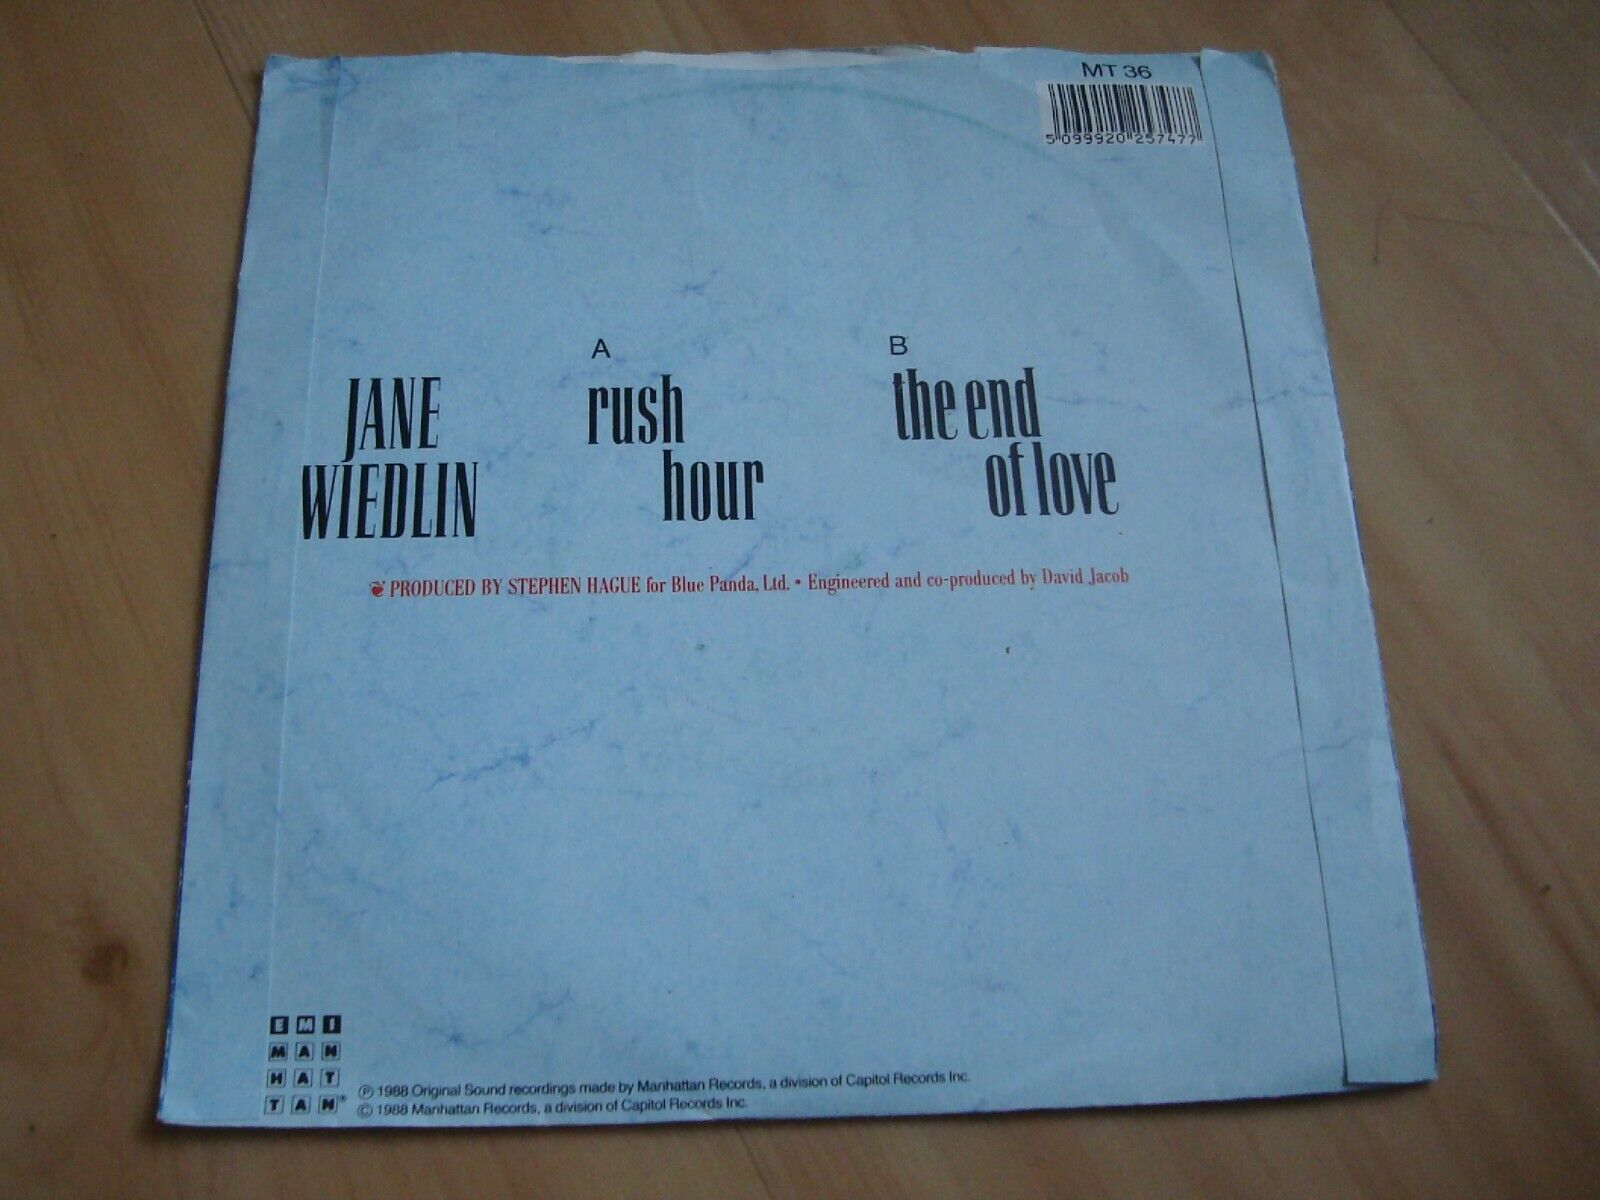 MT 36
5 099920 257477
A
B
JANE
WIEDLIN
rush
hour
the end
of love
PRODUCED BY STEPHEN HAGUE for Blue Panda, Ltd. • Engineered and co-produced by David Jacob
EMI
MAN
HAT
TAN®
℗ 1988 Original Sound recordings made by Manhattan Records, a division of Capitol Records Inc.
© 1988 Manhattan Records, a division of Capitol Records Inc.